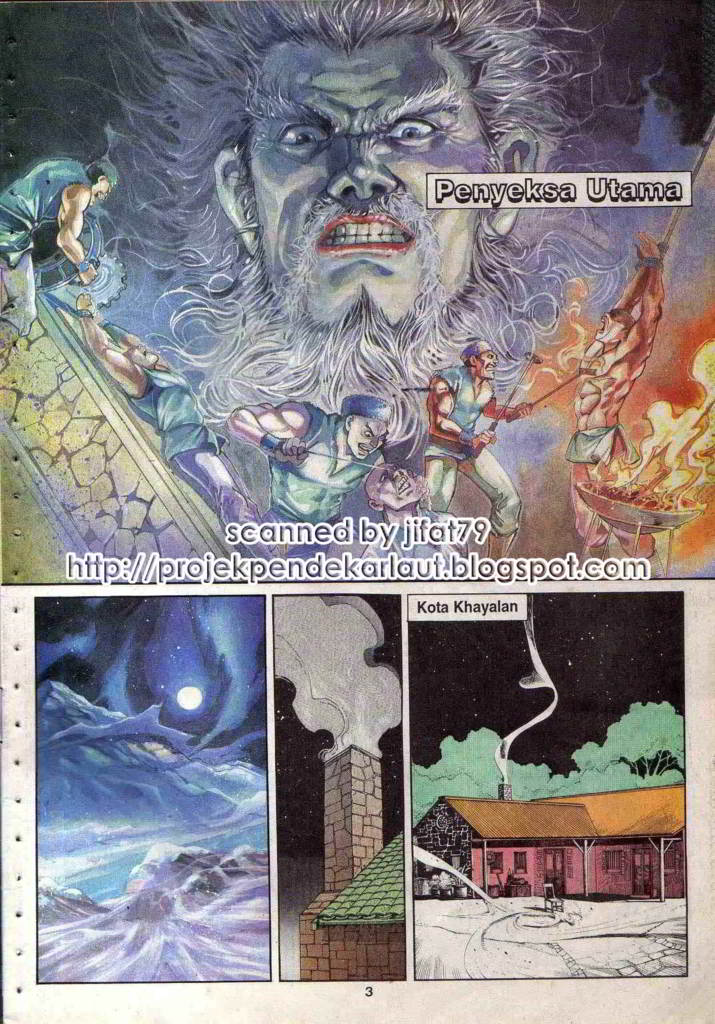 Penyeksa Utama
scanned by jifat79
http://projekpendekarlaut.blogspot.com
Kota Khayalan
3